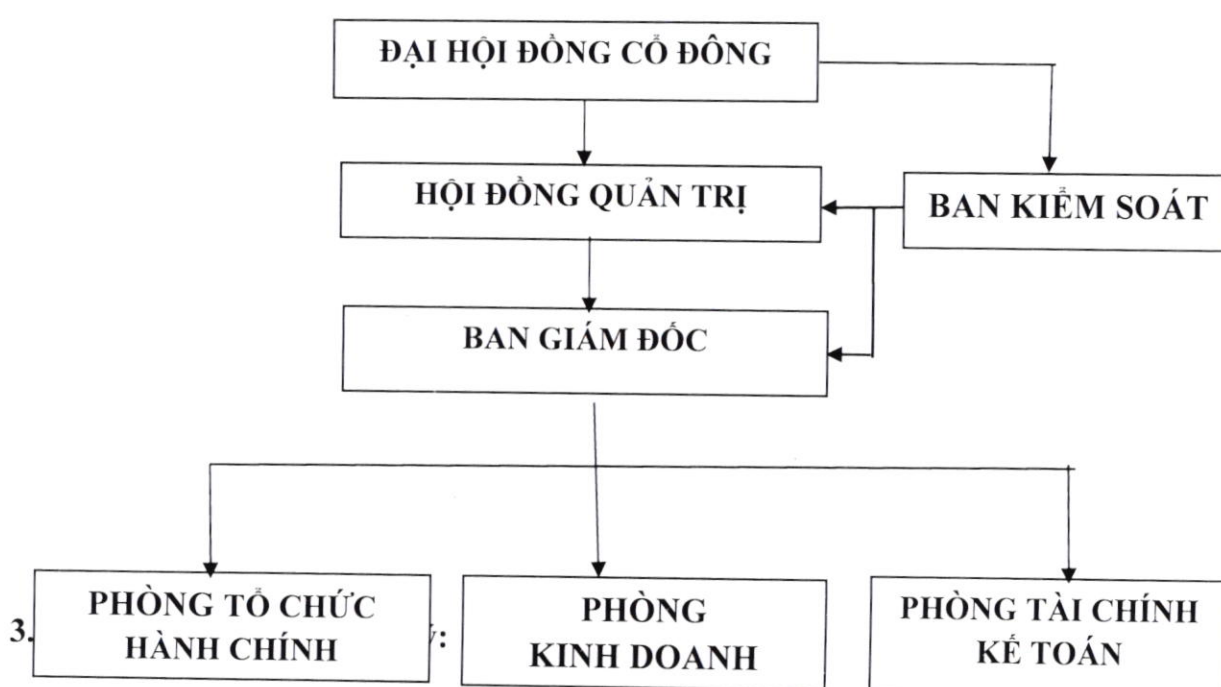 ĐẠI HỘI ĐỒNG CỔ ĐÔNG
HỘI ĐỒNG QUẢN TRỊ
BAN KIỂM SOÁT
BAN GIÁM ĐỐC
PHÒNG TỔ CHỨC
HÀNH CHÍNH
PHÒNG
KINH DOANH
PHÒNG TÀI CHÍNH
KẾ TOÁN
3.